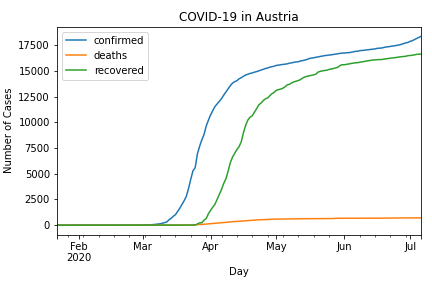 COVID-19 in Austria
confirmed
deaths
recovered
Number of Cases
17500
15000
12500
10000
7500
5000
2500
0
Feb
2020
Mar
Apr
May
Jun
Jul
Day